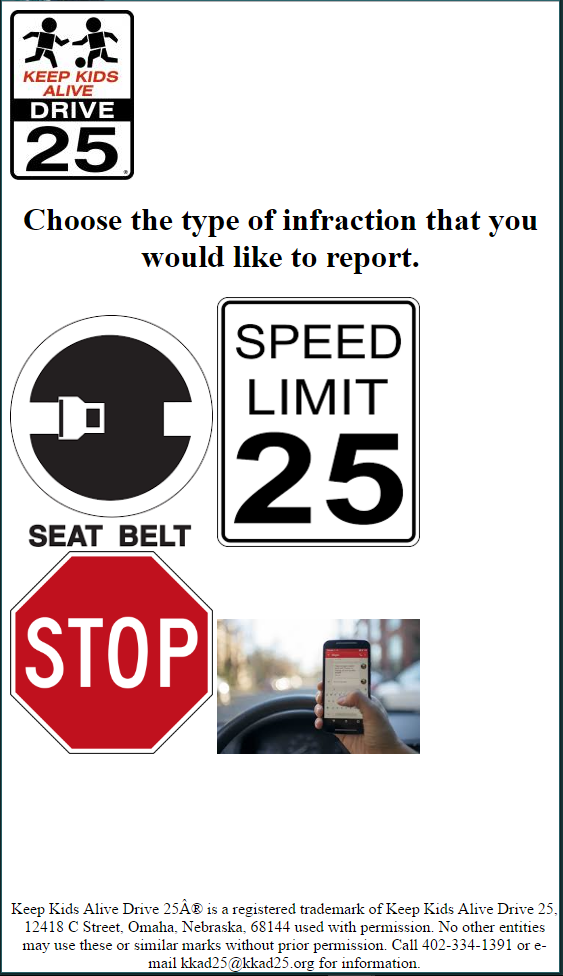 KEEP KIDS
ALIVE
DRIVE
25
Choose the type of infraction that you
would like to report.
SPEED
LIMIT
25
SEAT BELT
STOP
Keep Kids Alive Drive 25Â® is a registered trademark of Keep Kids Alive Drive 25,
12418 C Street, Omaha, Nebraska, 68144 used with permission. No other entities
may use these or similar marks without prior permission. Call 402-334-1391 or e-
mail kkad25@kkad25.org for information.